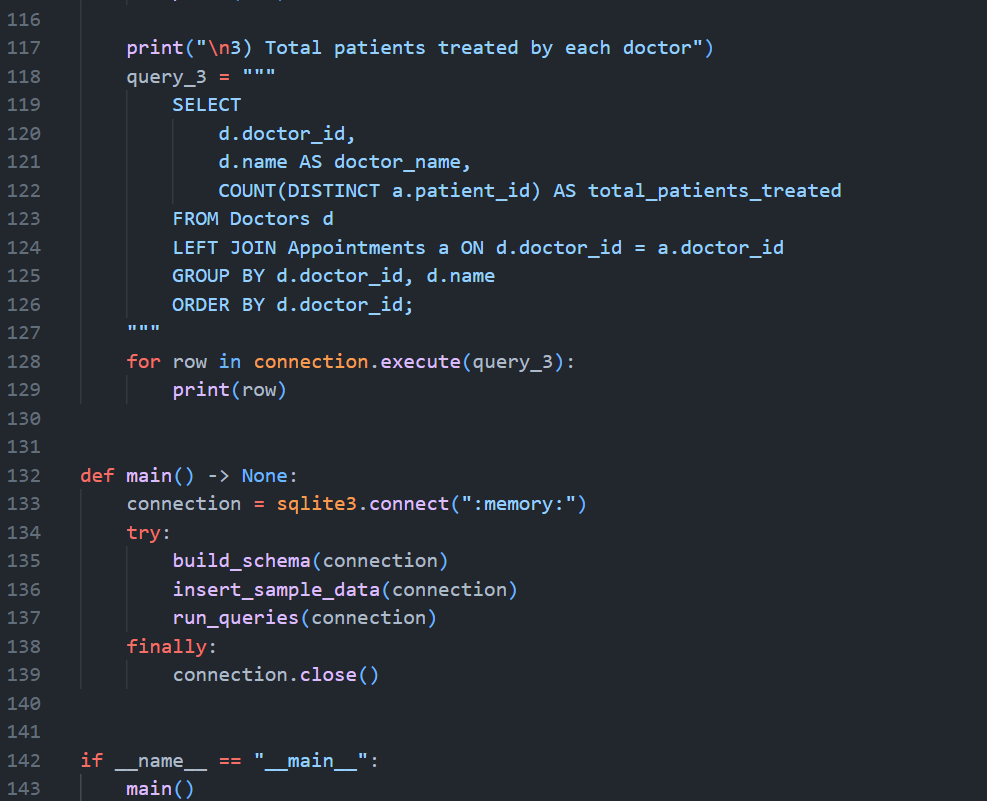 116
117 print("\n3) Total patients treated by each doctor")
118 query_3 = """
119 SELECT
120 d.doctor_id,
121 d.name AS doctor_name,
122 COUNT(DISTINCT a.patient_id) AS total_patients_treated
123 FROM Doctors d
124 LEFT JOIN Appointments a ON d.doctor_id = a.doctor_id
125 GROUP BY d.doctor_id, d.name
126 ORDER BY d.doctor_id;
127 """
128 for row in connection.execute(query_3):
129 print(row)
130
131
132 def main() -> None:
133 connection = sqlite3.connect(":memory:")
134 try:
135 build_schema(connection)
136 insert_sample_data(connection)
137 run_queries(connection)
138 finally:
139 connection.close()
140
141
142 if __name__ == "__main__":
143 main()